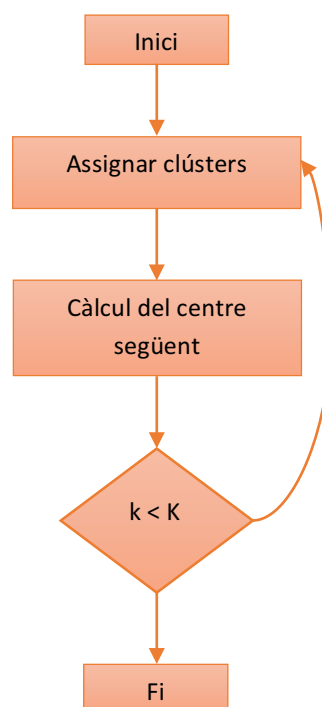 Inici
Assignar clústers
Càlcul del centre
següent
k < K
Fi